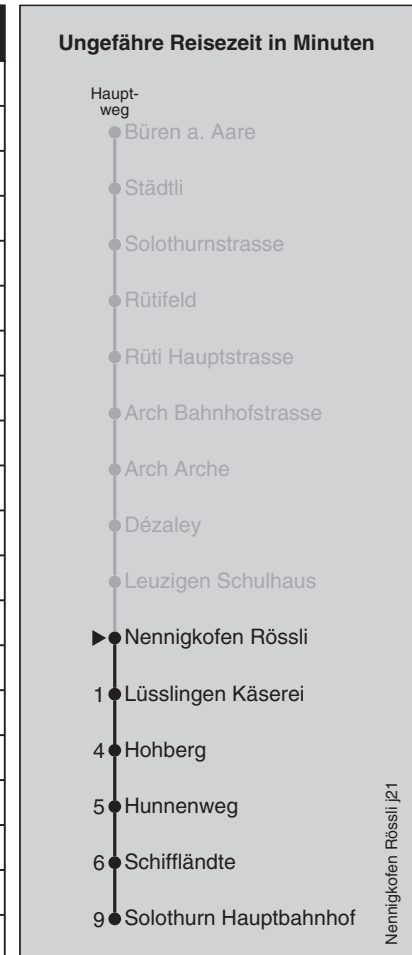 Ungefähre Reisezeit in Minuten
Haupt-
weg
Büren a. Aare
Städtli
Solothurnstrasse
Rütifeld
Rüti Hauptstrasse
Arch Bahnhofstrasse
Arch Arche
Dézaley
Leuzigen Schulhaus
Nennigkofen Rössli
1 Lüsslingen Käserei
4 Hohberg
5 Hunnenweg
6 Schiffländte
9 Solothurn Hauptbahnhof
Nennigkofen Rössli j21